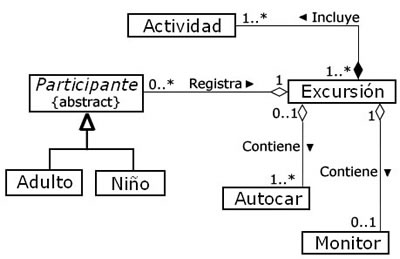 Actividad
1..*
◄ Incluye
1..*
Participante
{abstract}
0..*
Registra ►
1
Excursión
0..1
1
Contiene ▼
Contiene ▼
Adulto
Niño
1..*
Autocar
0..1
Monitor